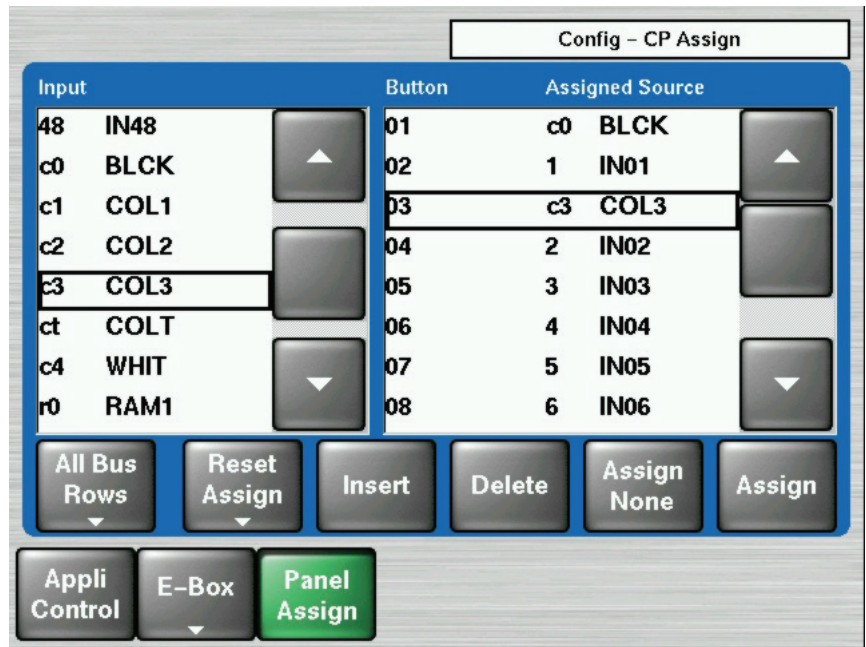 Config – CP Assign
Input Button Assigned Source
48 IN48 01 c0 BLCK
c0 BLCK 02 1 IN01
c1 COL1 03 c3 COL3
c2 COL2 04 2 IN02
c3 COL3 05 3 IN03
ct COLT 06 4 IN04
c4 WHIT 07 5 IN05
r0 RAM1 08 6 IN06
All Bus Rows
Reset Assign
Insert
Delete
Assign None
Assign
Appli Control
E–Box
Panel Assign